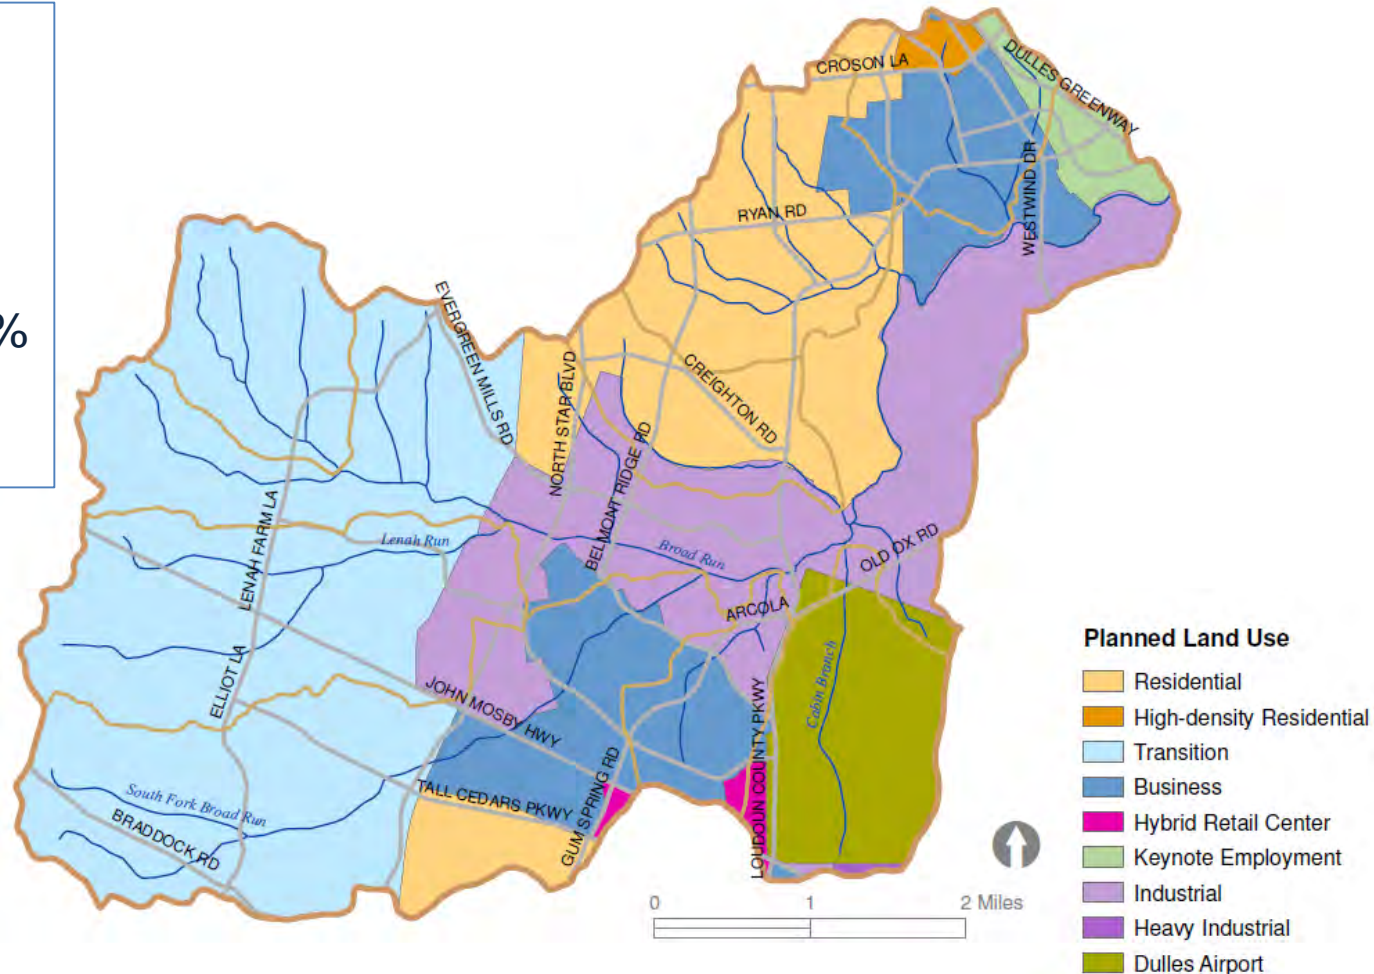 %
CROSON LA
DULLES GREENWAY
WESTWIND DR
RYAN RD
EVERGREEN MILLS RD
NORTH STAR BLVD
CREIGHTON RD
BELMONT RIDGE RD
LENAH FARM LA
Lenah Run
Broad Run
OLD OX RD
ARCOLA
ELLIOT LA
JOHN MOSBY HWY
Cabin Branch
LOUDOUN COUNTY PKWY
GUM SPRING RD
TALL CEDARS PKWY
South Fork Broad Run
BRADDOCK RD
0 1 2 Miles
Planned Land Use
Residential
High-density Residential
Transition
Business
Hybrid Retail Center
Keynote Employment
Industrial
Heavy Industrial
Dulles Airport